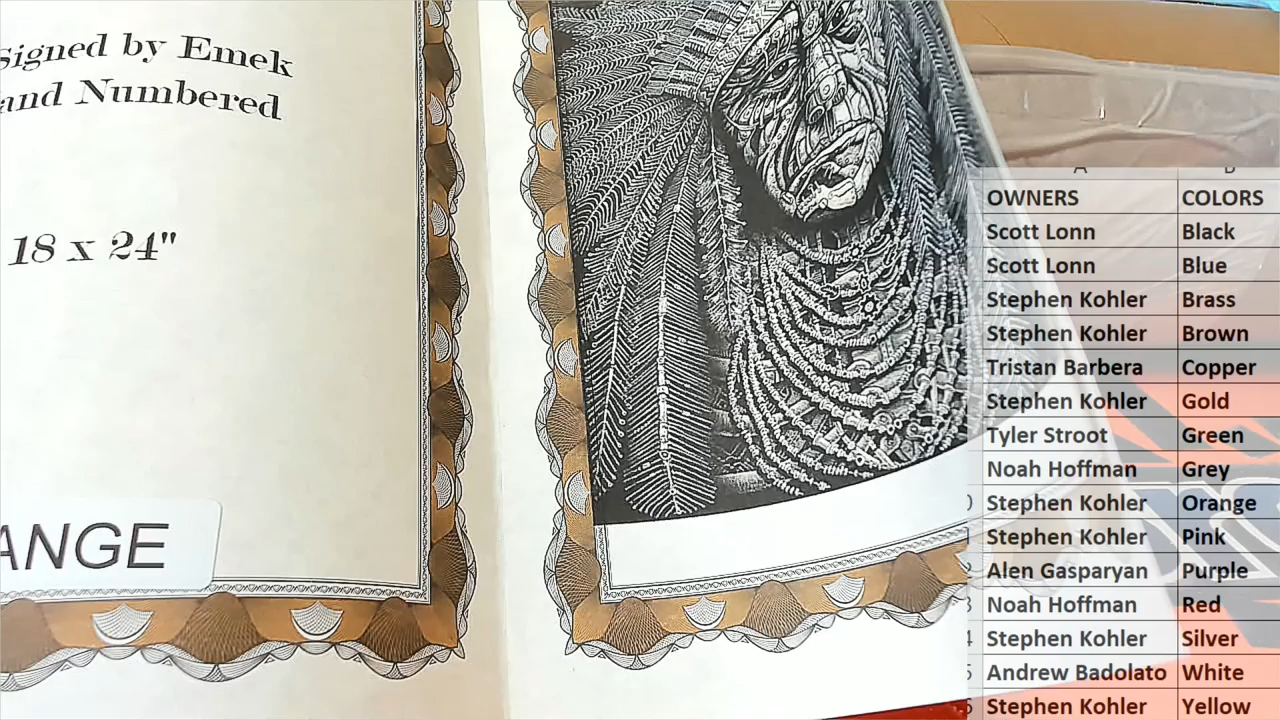 Signed by Emek
and Numbered
18 x 24"
ANGE
OWNERS COLORS
Scott Lonn Black
Scott Lonn Blue
Stephen Kohler Brass
Stephen Kohler Brown
Tristan Barbera Copper
Stephen Kohler Gold
Tyler Stroot Green
Noah Hoffman Grey
Stephen Kohler Orange
Stephen Kohler Pink
Alen Gasparyan Purple
Noah Hoffman Red
Stephen Kohler Silver
Andrew Badolato White
Stephen Kohler Yellow